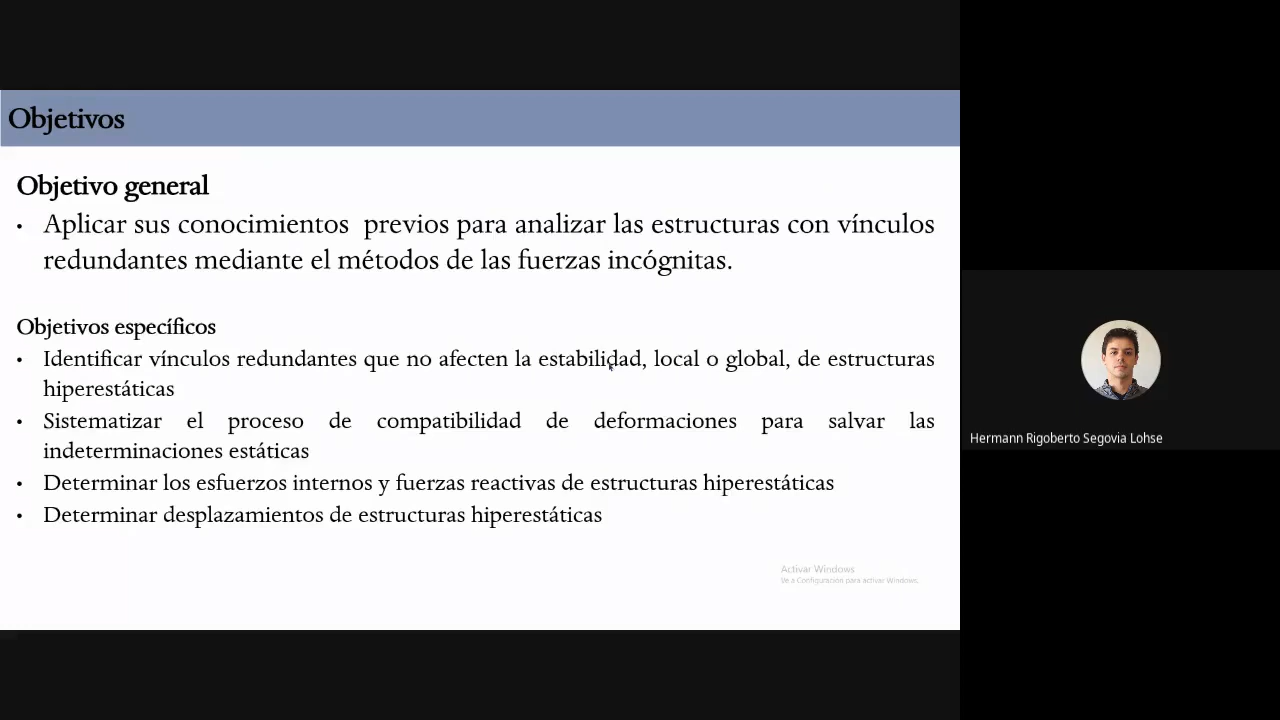 Objetivos
Objetivo general
• Aplicar sus conocimientos  previos para analizar las estructuras con vínculos
redundantes mediante el métodos de las fuerzas incógnitas.
Objetivos específicos
• Identificar vínculos redundantes que no afecten la estabilidad, local o global, de estructuras
hiperestáticas
• Sistematizar el proceso de compatibilidad de deformaciones para salvar las
indeterminaciones estáticas
• Determinar los esfuerzos internos y fuerzas reactivas de estructuras hiperestáticas
• Determinar desplazamientos de estructuras hiperestáticas
Activar Windows
Ve a Configuración para activar Windows.
Hermann Rigoberto Segovia Lohse